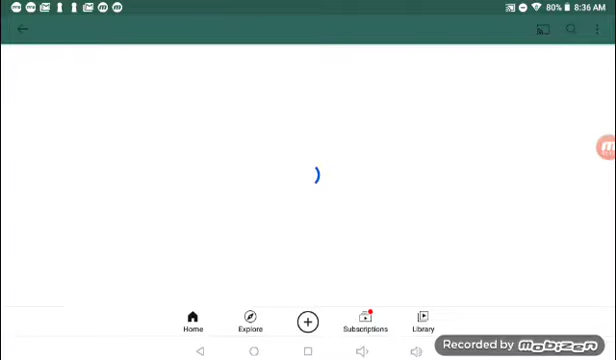 80% 8:36 AM
Home Explore Subscriptions Library
Recorded by mobizen